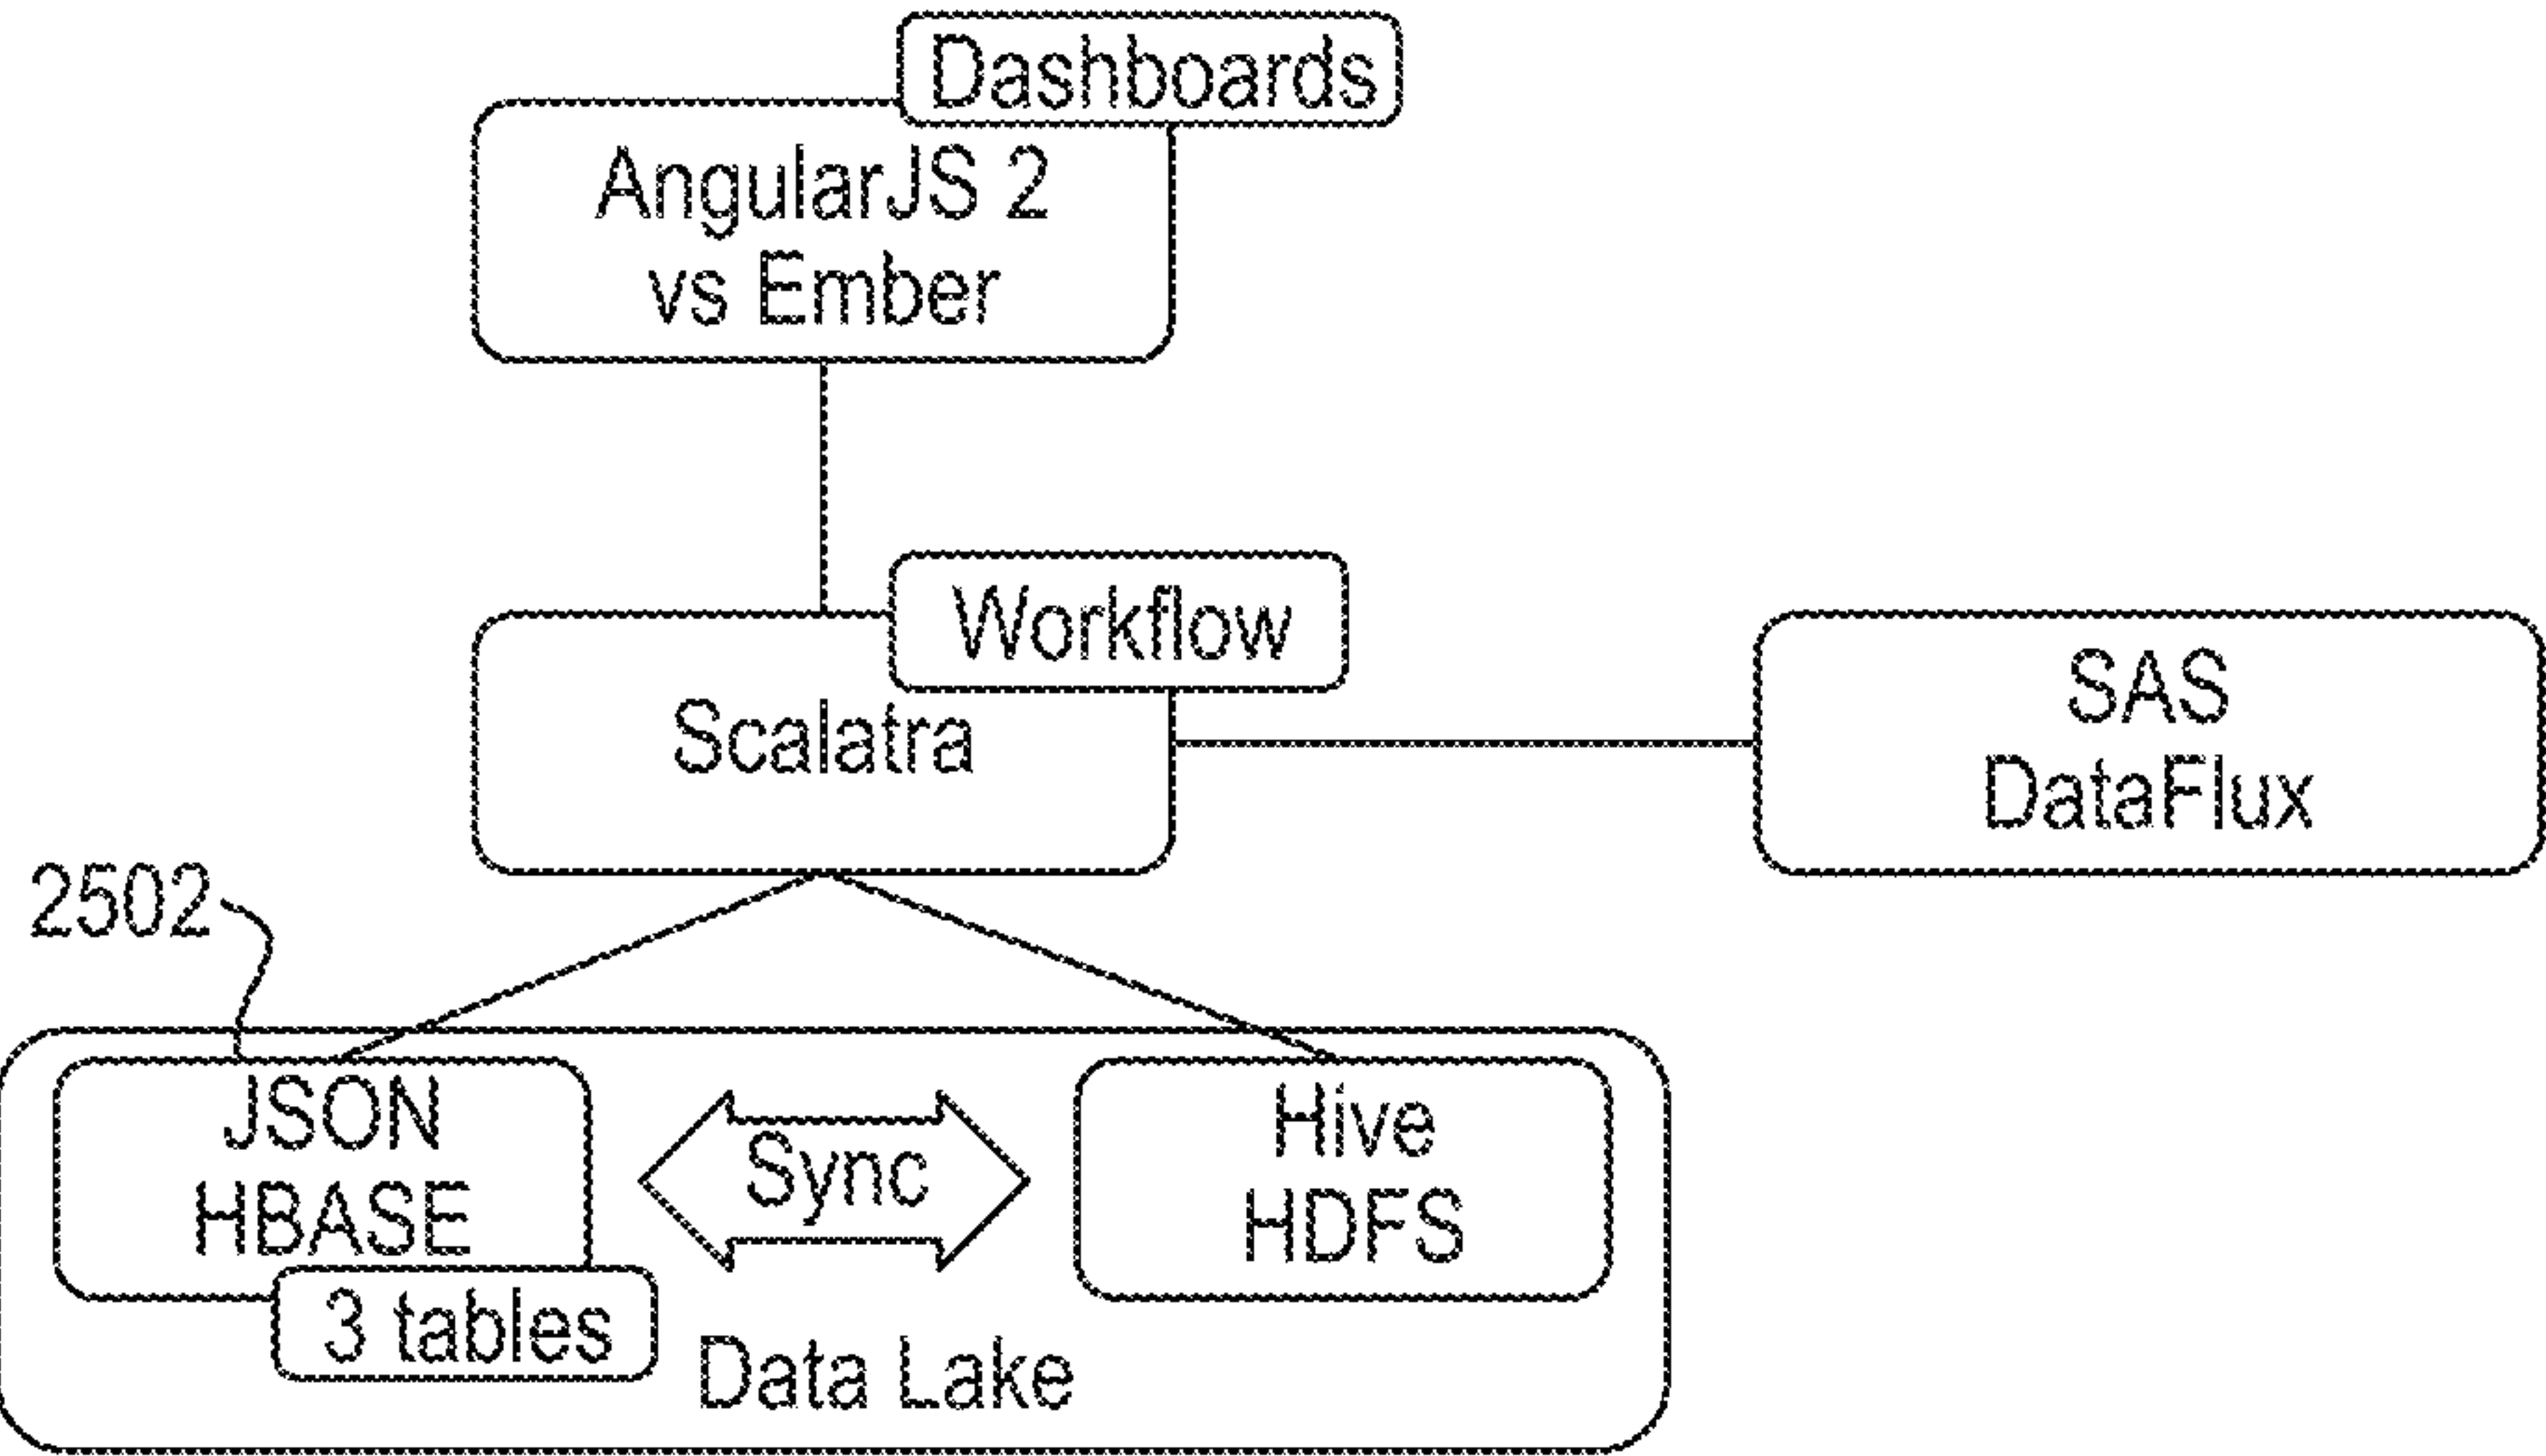 Dashboards
AngularJS 2
vs Ember
Workflow
Scalatra
SAS
DataFlux
2502
JSON
HBASE
3 tables
Sync
Hive
HDFS
Data Lake